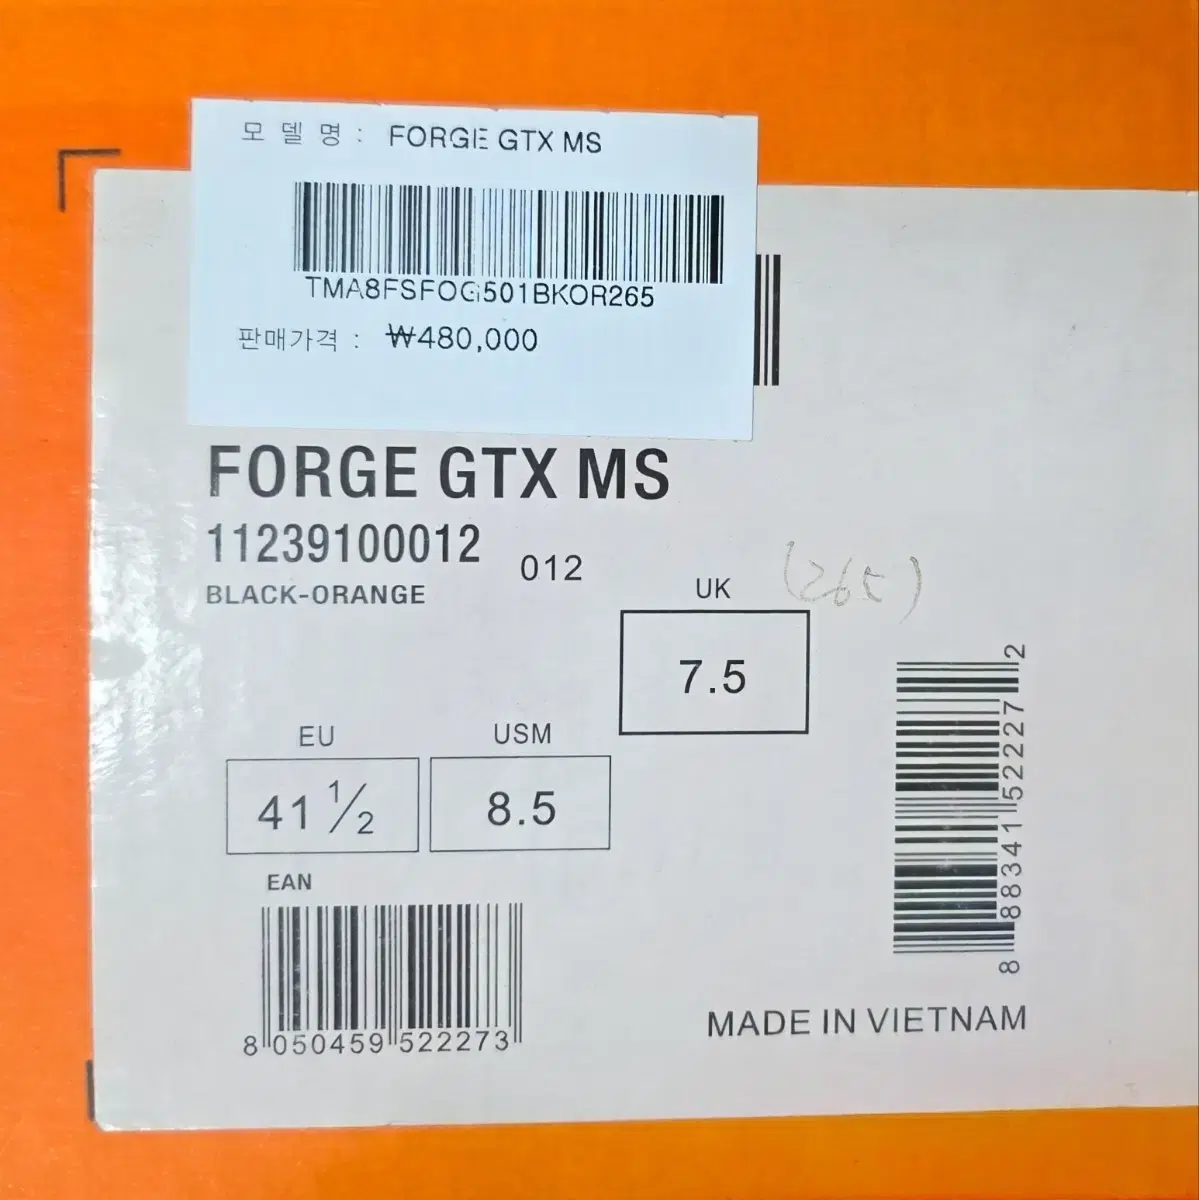 모 델 명 : FORGE GTX MS
TMA8FSFOG501BKOR265
판매가격 : ₩480,000
FORGE GTX MS
11239100012 012
BLACK-ORANGE
UK (265)
7.5
EU USM
41 1/2 8.5
EAN
8 050459 522273
8 88341 52227 2
MADE IN VIETNAM